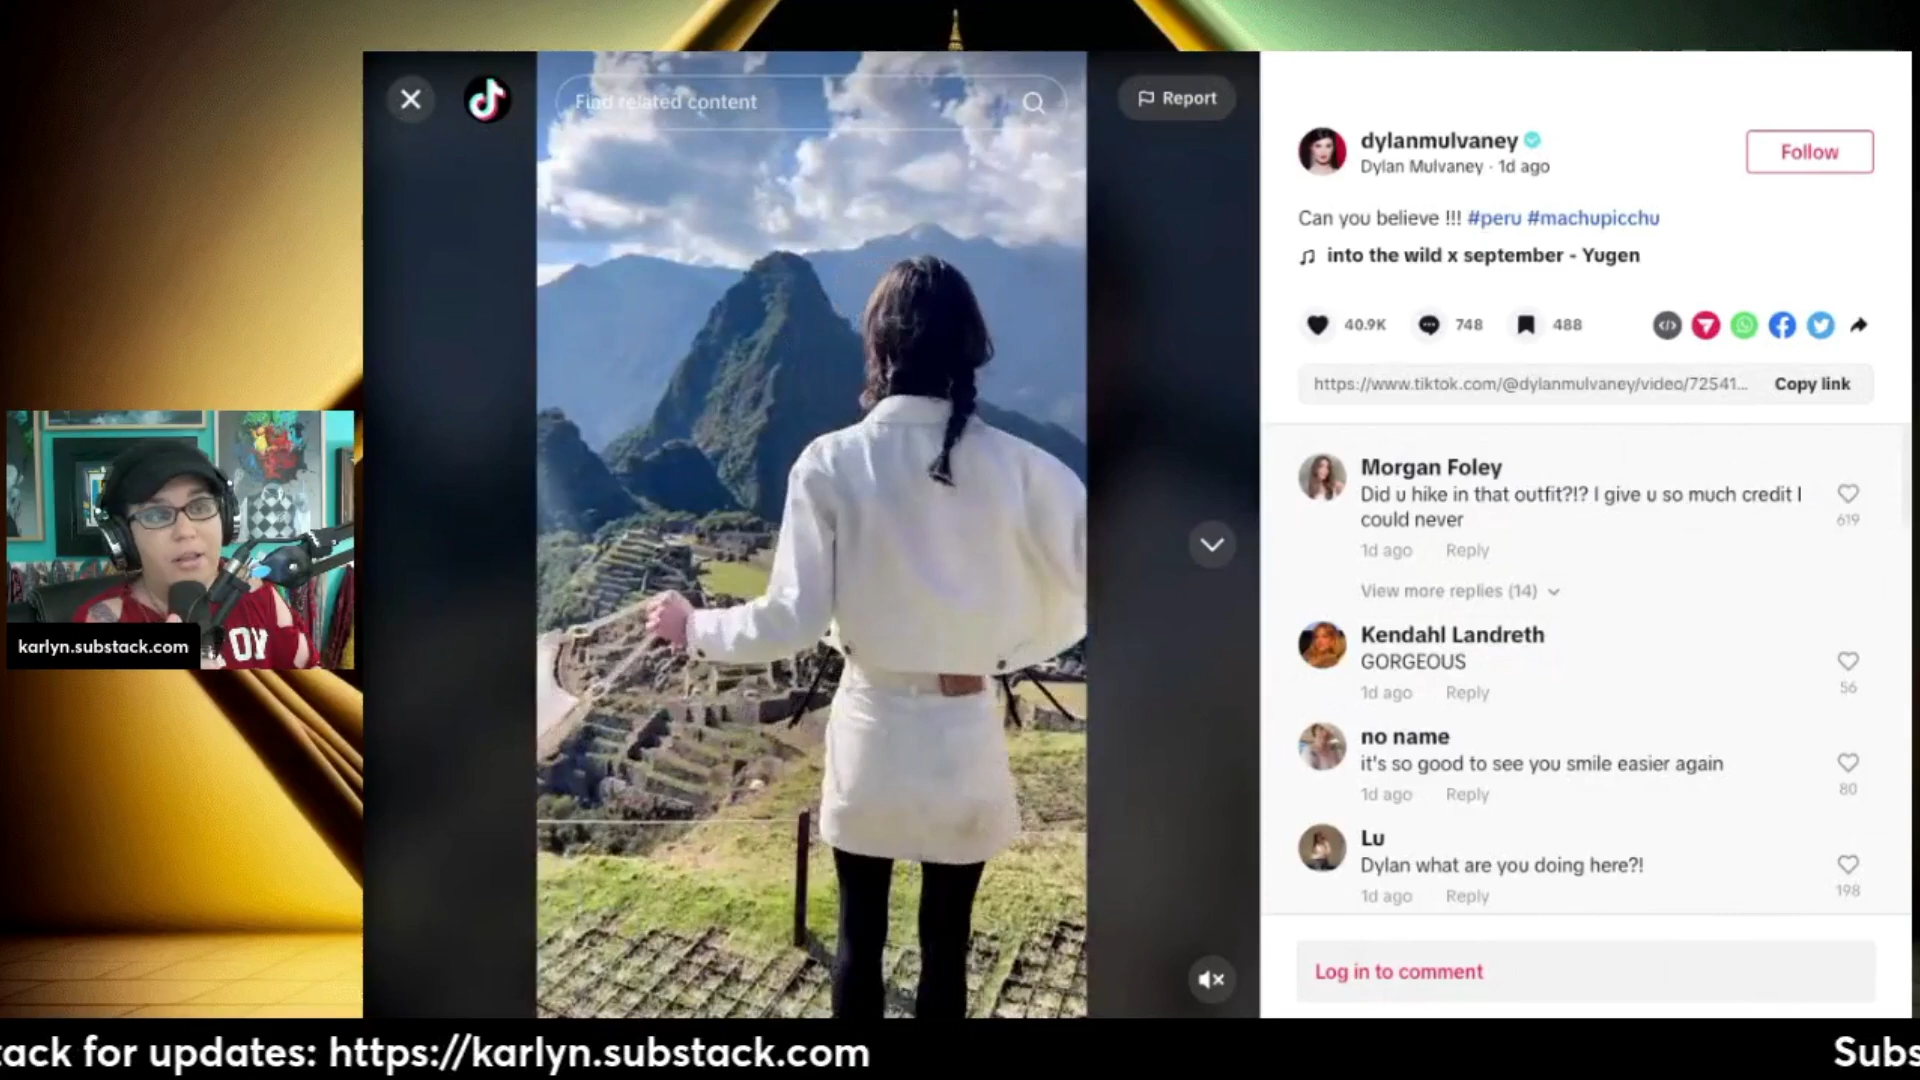 Find related content
Report
dylanmulvaney
Dylan Mulvaney · 1d ago
Follow
Can you believe !!! #peru #machupicchu
into the wild x september - Yugen
40.9K
748
488
https://www.tiktok.com/@dylanmulvaney/video/72541...
Copy link
Morgan Foley
Did u hike in that outfit?!? I give u so much credit I
could never
619
1d ago Reply
View more replies (14)
Kendahl Landreth
GORGEOUS
56
1d ago Reply
no name
it's so good to see you smile easier again
80
1d ago Reply
Lu
Dylan what are you doing here?!
198
1d ago Reply
Log in to comment
karlyn.substack.com
OV
tack for updates: https://karlyn.substack.com
Subs